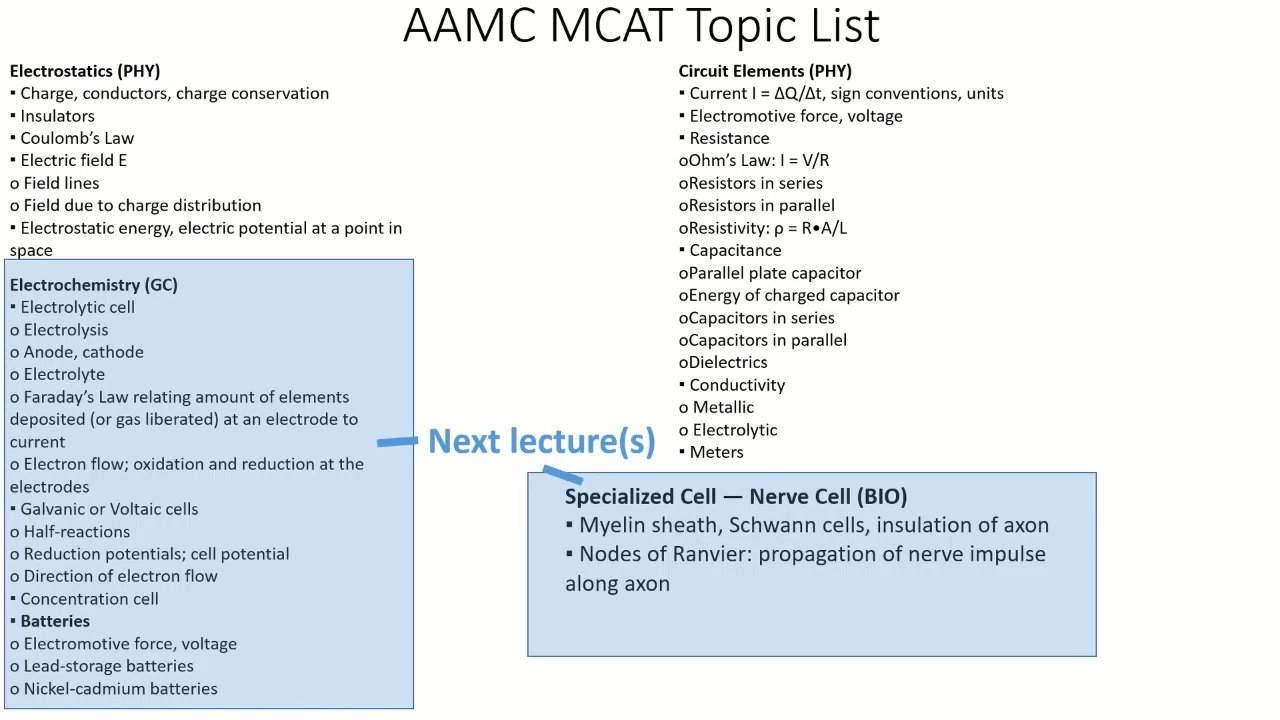 AAMC MCAT Topic List
Electrostatics (PHY)
▪ Charge, conductors, charge conservation
▪ Insulators
▪ Coulomb’s Law
▪ Electric field E
o Field lines
o Field due to charge distribution
▪ Electrostatic energy, electric potential at a point in
space
Electrochemistry (GC)
▪ Electrolytic cell
o Electrolysis
o Anode, cathode
o Electrolyte
o Faraday’s Law relating amount of elements
deposited (or gas liberated) at an electrode to
current
o Electron flow; oxidation and reduction at the
electrodes
▪ Galvanic or Voltaic cells
o Half-reactions
o Reduction potentials; cell potential
o Direction of electron flow
▪ Concentration cell
▪ Batteries
o Electromotive force, voltage
o Lead-storage batteries
o Nickel-cadmium batteries
Next lecture(s)
Circuit Elements (PHY)
▪ Current I = ΔQ/Δt, sign conventions, units
▪ Electromotive force, voltage
▪ Resistance
oOhm’s Law: I = V/R
oResistors in series
oResistors in parallel
oResistivity: ρ = R•A/L
▪ Capacitance
oParallel plate capacitor
oEnergy of charged capacitor
oCapacitors in series
oCapacitors in parallel
oDielectrics
▪ Conductivity
o Metallic
o Electrolytic
▪ Meters
Specialized Cell — Nerve Cell (BIO)
▪ Myelin sheath, Schwann cells, insulation of axon
▪ Nodes of Ranvier: propagation of nerve impulse
along axon